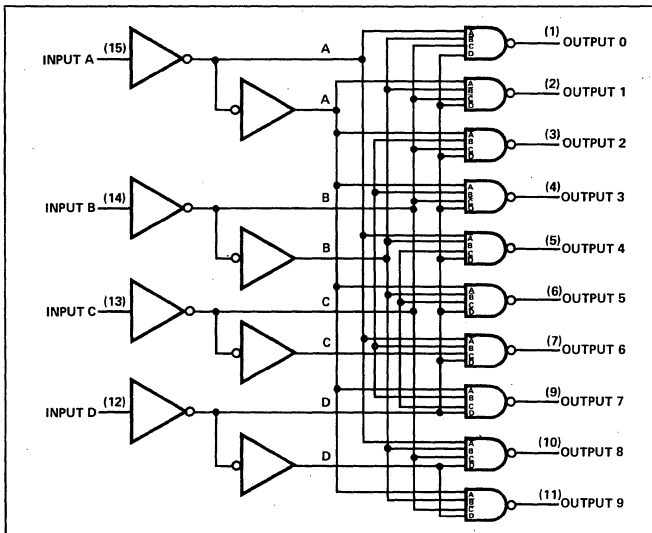 (1) OUTPUT 0
INPUT A (15) A
A B C D
(2) OUTPUT 1
A
A B C D
(3) OUTPUT 2
A B C D
INPUT B (14) B
(4) OUTPUT 3
(5) OUTPUT 4
B
A B C D
INPUT C (13) C
(6) OUTPUT 5
A B C D
C
(7) OUTPUT 6
A B C D
INPUT D (12) D
(9) OUTPUT 7
A B C D
D
(10) OUTPUT 8
A B C D
(11) OUTPUT 9
A B C D